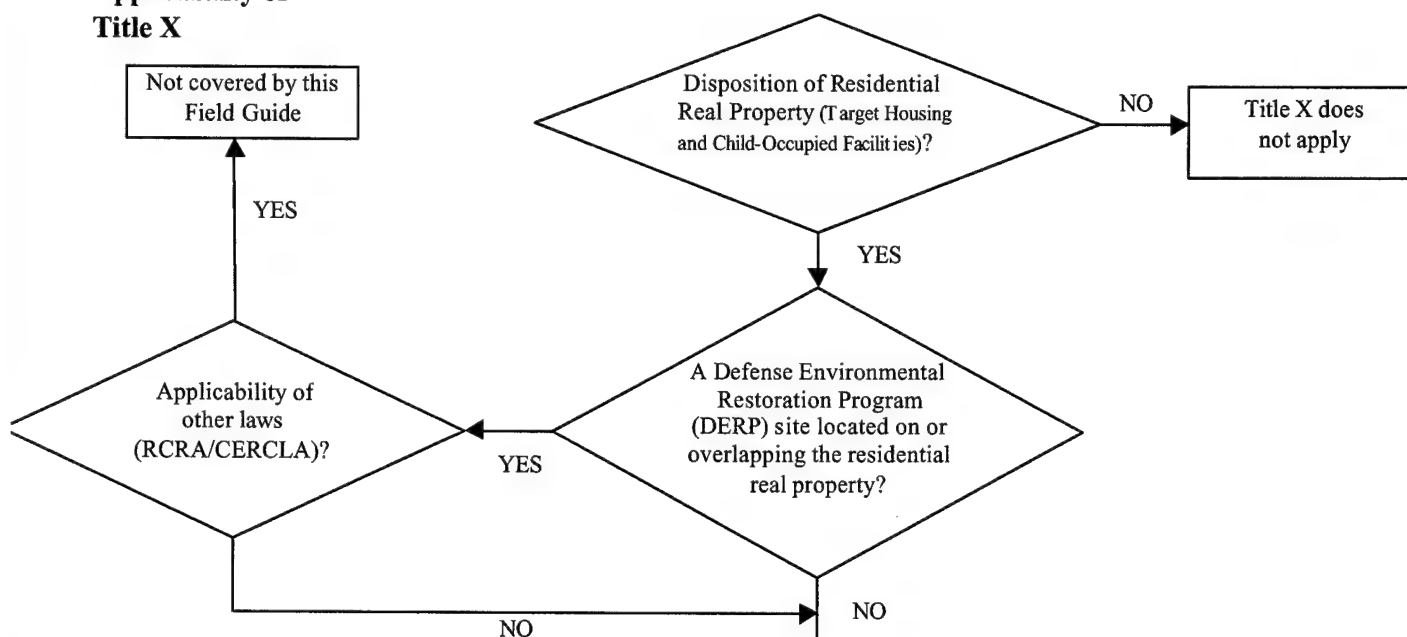 Title X
Not covered by this
Field Guide
Disposition of Residential
Real Property (Target Housing
and Child-Occupied Facilities)?
NO
Title X does
not apply
YES
YES
Applicability of
other laws
(RCRA/CERCLA)?
YES
A Defense Environmental
Restoration Program
(DERP) site located on or
overlapping the residential
real property?
NO
NO